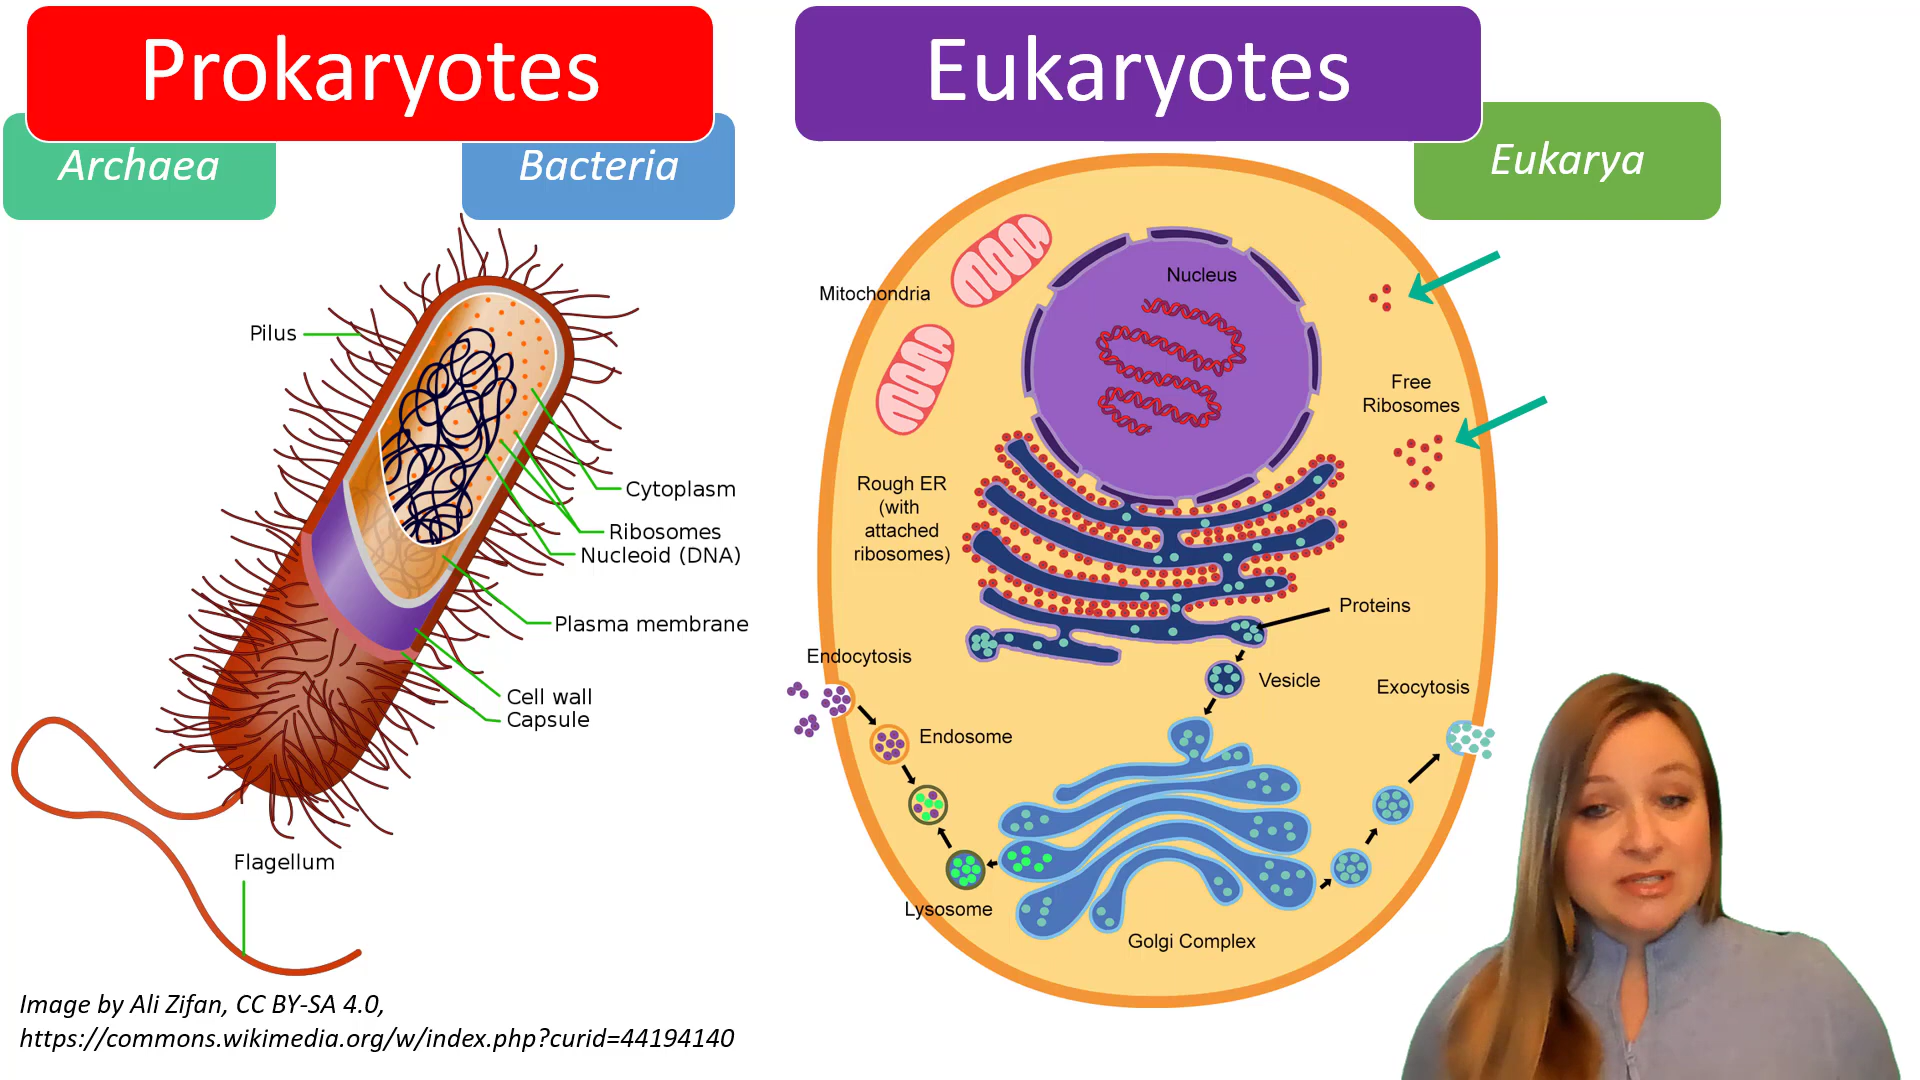 Prokaryotes
Archaea
Bacteria
Pilus
Cytoplasm
Ribosomes
Nucleoid (DNA)
Plasma membrane
Cell wall
Capsule
Flagellum
Image by Ali Zifan, CC BY-SA 4.0,
https://commons.wikimedia.org/w/index.php?curid=44194140
Eukaryotes
Eukarya
Nucleus
Mitochondria
Free
Ribosomes
Rough ER
(with
attached
ribosomes)
Proteins
Endocytosis
Vesicle
Exocytosis
Endosome
Lysosome
Golgi Complex